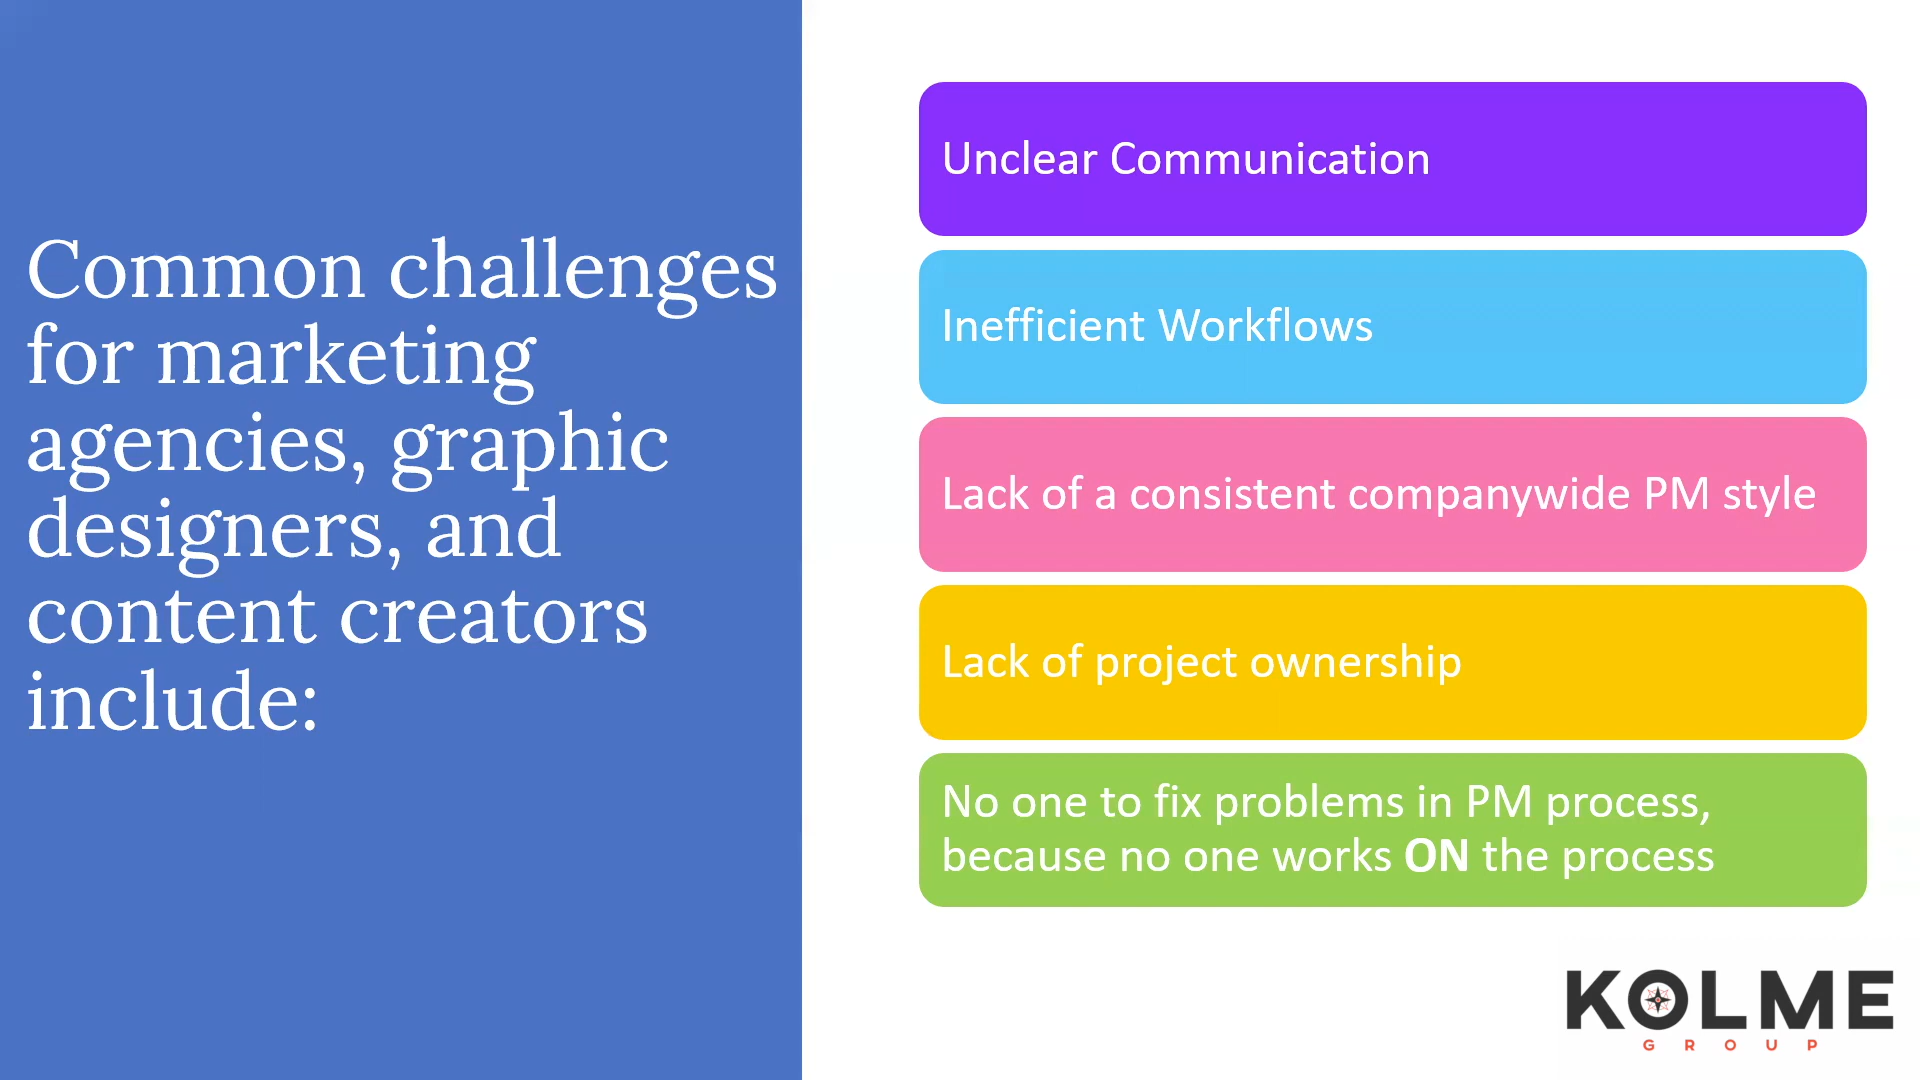 Common challenges
for marketing
agencies, graphic
designers, and
content creators
include:
Unclear Communication
Inefficient Workflows
Lack of a consistent companywide PM style
Lack of project ownership
No one to fix problems in PM process,
because no one works ON the process
KOLME
GROUP